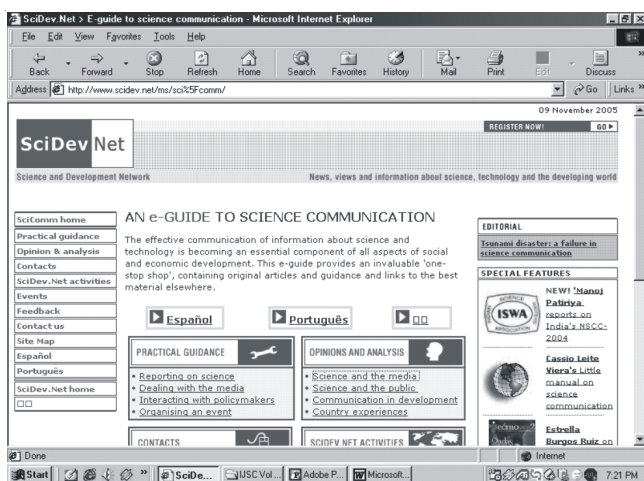 SciDev.Net > E-guide to science communication - Microsoft Internet Explorer
File Edit View Favorites Tools Help
Back Forward Stop Refresh Home Search Favorites History Mail Print Edit Discuss
Address http://www.scidev.net/ms/sci%5Fcomm/ Go Links
09 November 2005
REGISTER NOW! GO
SciDev Net
Science and Development Network
News, views and information about science, technology and the developing world
SciComm home
Practical guidance
Opinion & analysis
Contacts
SciDev.Net activities
Events
Feedback
Contact us
Site Map
Español
Português
SciDev.Net home
AN e-GUIDE TO SCIENCE COMMUNICATION
The effective communication of information about science and
technology is becoming an essential component of all aspects of social
and economic development. This e-guide provides an invaluable 'one-
stop shop', containing original articles and guidance and links to the best
material elsewhere.
Español Português
PRACTICAL GUIDANCE
• Reporting on science
• Dealing with the media
• Interacting with policymakers
• Organising an event
OPINIONS AND ANALYSIS
• Science and the media
• Science and the public
• Communication in development
• Country experiences
CONTACTS
SCIDEV NET ACTIVITIES
EDITORIAL
Tsunami disaster: a failure in
science communication
SPECIAL FEATURES
ISWA
NEW! 'Manoj
Patiriya
reports on
India's NSCC-
2004
Cassio Leite
Viera's Little
manual on
science
communication
Estrella
Burgos Ruiz on
Done
Internet
Start SciDe... IJSC Vol ... Adobe P... Microsoft... 7:21 PM